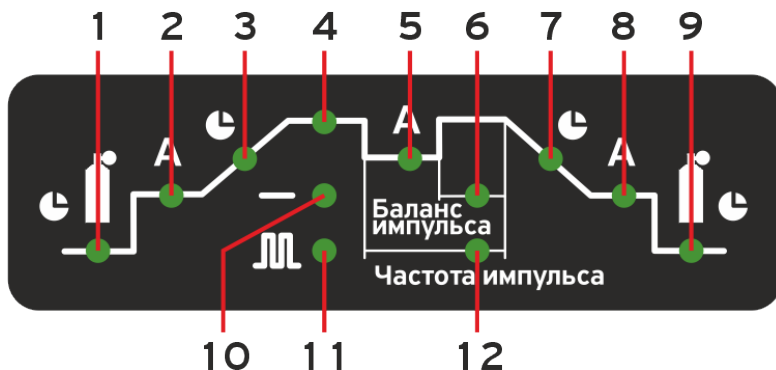 1 2 3 4 5 6 7 8 9
A A A
Баланс
импульса
Частота импульса
10 11 12